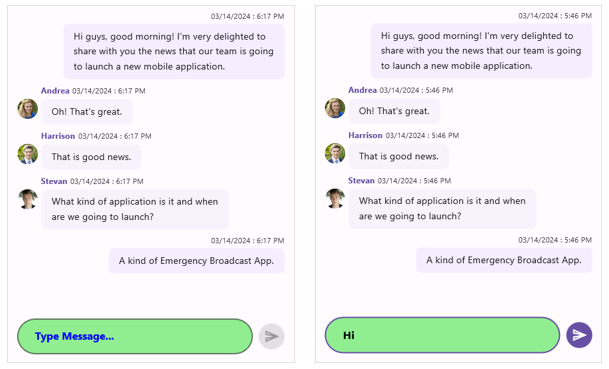 03/14/2024 : 6:17 PM
Hi guys, good morning! I'm very delighted to
share with you the news that our team is going
to launch a new mobile application.
Andrea 03/14/2024 : 6:17 PM
Oh! That's great.
Harrison 03/14/2024 : 6:17 PM
That is good news.
Stevan 03/14/2024 : 6:17 PM
What kind of application is it and when
are we going to launch?
03/14/2024 : 6:17 PM
A kind of Emergency Broadcast App.
Type Message...
03/14/2024 : 5:46 PM
Hi guys, good morning! I'm very delighted to
share with you the news that our team is going
to launch a new mobile application.
Andrea 03/14/2024 : 5:46 PM
Oh! That's great.
Harrison 03/14/2024 : 5:46 PM
That is good news.
Stevan 03/14/2024 : 5:46 PM
What kind of application is it and when
are we going to launch?
03/14/2024 : 5:46 PM
A kind of Emergency Broadcast App.
Hi